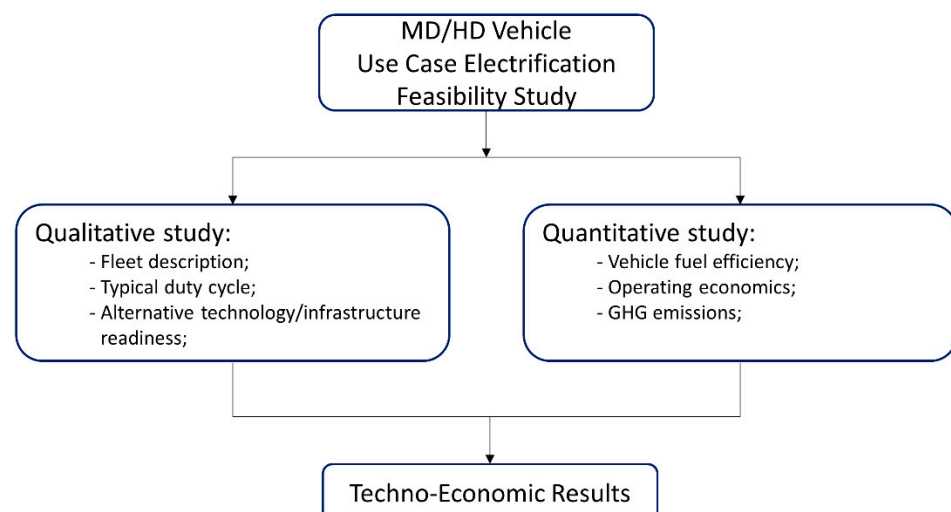 MD/HD Vehicle
Use Case Electrification
Feasibility Study
Qualitative study:
- Fleet description;
- Typical duty cycle;
- Alternative technology/infrastructure
readiness;
Quantitative study:
- Vehicle fuel efficiency;
- Operating economics;
- GHG emissions;
Techno-Economic Results